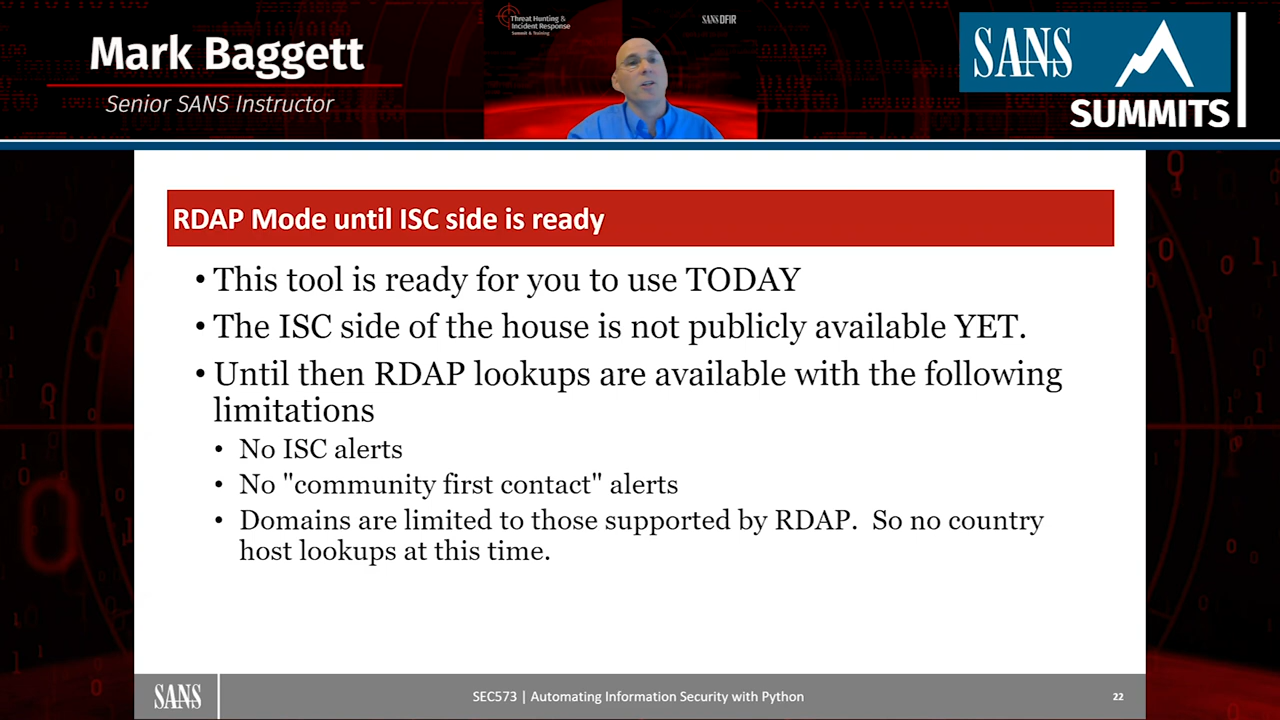 Mark Baggett
Senior SANS Instructor
Threat Hunting &
Incident Response
Summit & Training
SANS DFIR
SANS
SUMMITS
RDAP Mode until ISC side is ready
• This tool is ready for you to use TODAY
• The ISC side of the house is not publicly available YET.
• Until then RDAP lookups are available with the following
limitations
• No ISC alerts
• No "community first contact" alerts
• Domains are limited to those supported by RDAP.  So no country
host lookups at this time.
SANS
SEC573 | Automating Information Security with Python
22